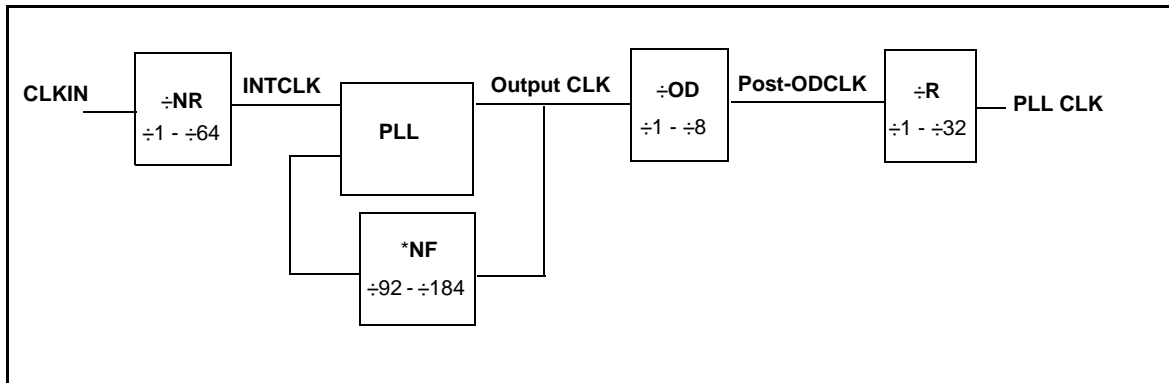 CLKIN
÷NR
÷1 - ÷64
INTCLK
PLL
Output CLK
*NF
÷92 - ÷184
÷OD
÷1 - ÷8
Post-ODCLK
÷R
÷1 - ÷32
PLL CLK